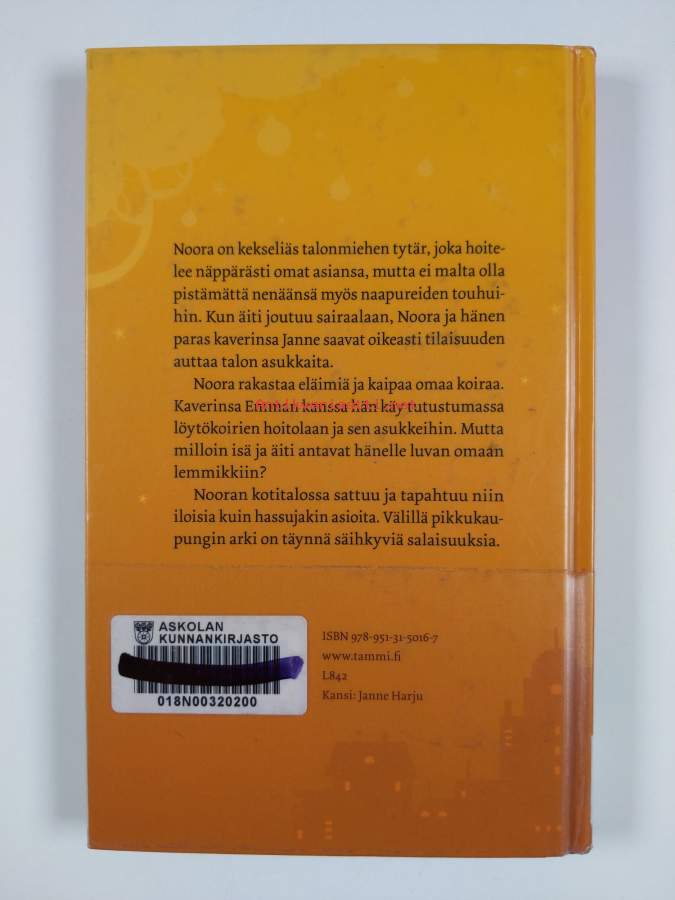 Noora on kekseliäs talonmiehen tytär, joka hoite-
lee näppärästi omat asiansa, mutta ei malta olla
pistämättä nenäänsä myös naapureiden touhui-
hin. Kun äiti joutuu sairaalaan, Noora ja hänen
paras kaverinsa Janne saavat oikeasti tilaisuuden
auttaa talon asukkaita.
Noora rakastaa eläimiä ja kaipaa omaa koiraa.
Kaverinsa Emman kanssa hän käy tutustumassa
löytökoirien hoitolaan ja sen asukkeihin. Mutta
milloin isä ja äiti antavat hänelle luvan omaan
lemmikkiin?
Nooran kotitalossa sattuu ja tapahtuu niin
iloisia kuin hassujakin asioita. Välillä pikkukau-
pungin arki on täynnä säihkyviä salaisuuksia.
ASKOLAN
KUNNANKIRJASTO
018N00320200
ISBN 978-951-31-5016-7
www.tammi.fi
L842
Kansi: Janne Harju